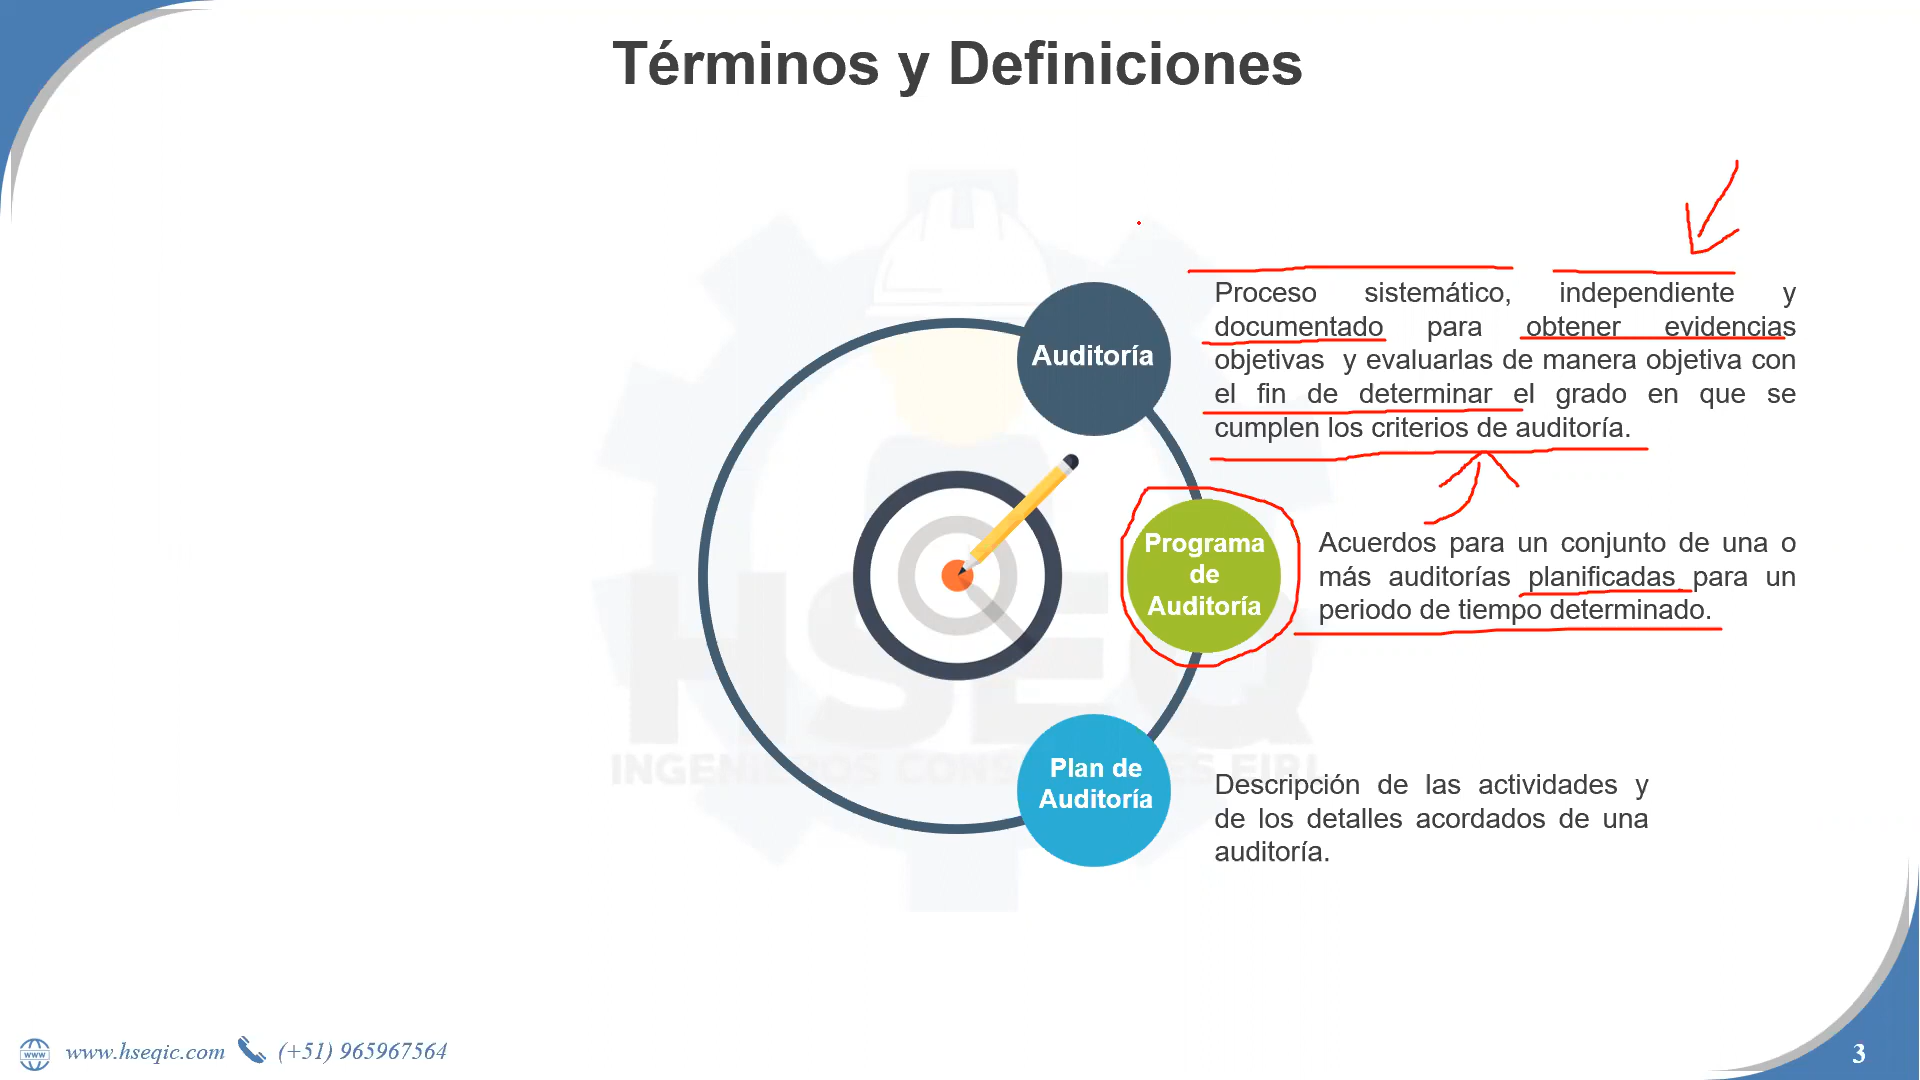 Términos y Definiciones
Auditoría
Proceso sistemático, independiente y
documentado para obtener evidencias
objetivas y evaluarlas de manera objetiva con
el fin de determinar el grado en que se
cumplen los criterios de auditoría.
Programa
de
Auditoría
Acuerdos para un conjunto de una o
más auditorías planificadas para un
periodo de tiempo determinado.
Plan de
Auditoría
Descripción de las actividades y
de los detalles acordados de una
auditoría.
HSEQ
www www.hseqic.com (+51) 965967564
3